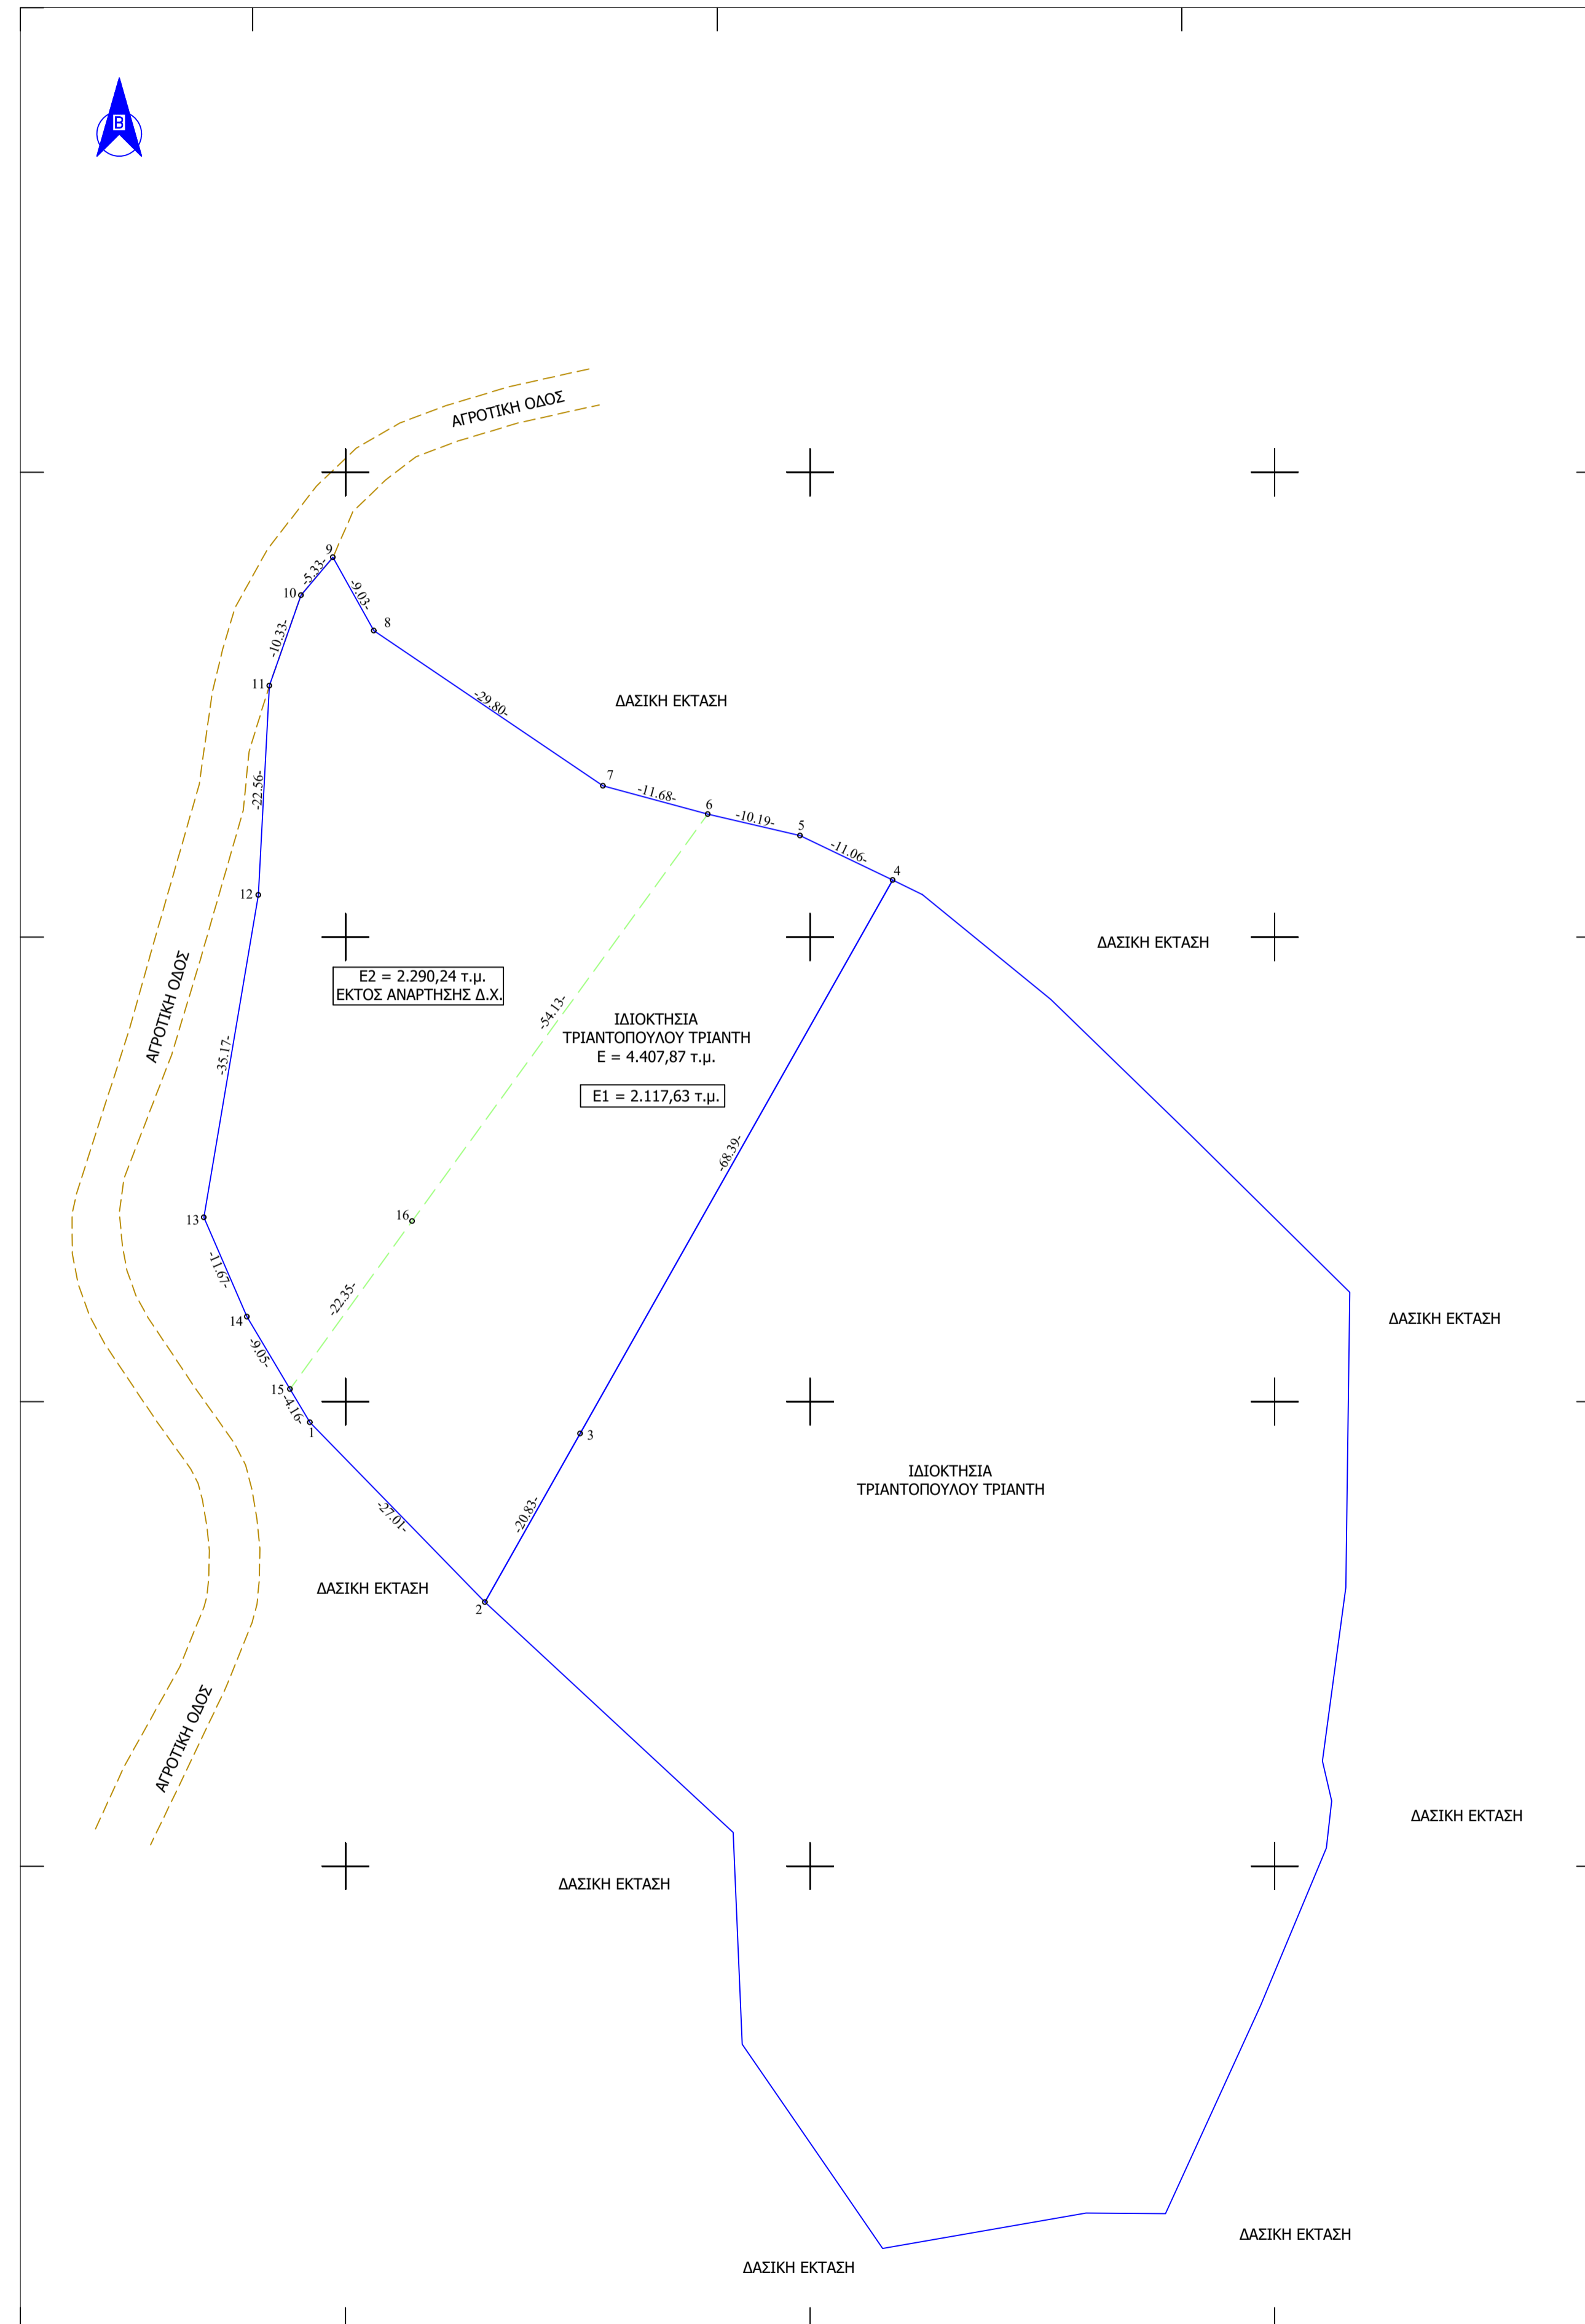 Β
ΑΓΡΟΤΙΚΗ ΟΔΟΣ
9
-5.33-
-9.03-
10
8
-10.33-
11
-29.80-
ΔΑΣΙΚΗ ΕΚΤΑΣΗ
7
-11.68-
6
-10.19-
5
-11.06-
4
-22.56-
12
ΔΑΣΙΚΗ ΕΚΤΑΣΗ
Ε2 = 2.290,24 τ.μ.
ΕΚΤΟΣ ΑΝΑΡΤΗΣΗΣ Δ.Χ.
ΑΓΡΟΤΙΚΗ ΟΔΟΣ
-54.13-
ΙΔΙΟΚΤΗΣΙΑ
ΤΡΙΑΝΤΟΠΟΥΛΟΥ ΤΡΙΑΝΤΗ
Ε = 4.407,87 τ.μ.
-35.17-
Ε1 = 2.117,63 τ.μ.
-68.39-
13
16
-11.67-
-22.35-
14
ΔΑΣΙΚΗ ΕΚΤΑΣΗ
-9.05-
15
-4.16-
1
3
ΙΔΙΟΚΤΗΣΙΑ
ΤΡΙΑΝΤΟΠΟΥΛΟΥ ΤΡΙΑΝΤΗ
-27.01-
-20.83-
ΔΑΣΙΚΗ ΕΚΤΑΣΗ
2
ΑΓΡΟΤΙΚΗ ΟΔΟΣ
ΔΑΣΙΚΗ ΕΚΤΑΣΗ
ΔΑΣΙΚΗ ΕΚΤΑΣΗ
ΔΑΣΙΚΗ ΕΚΤΑΣΗ
ΔΑΣΙΚΗ ΕΚΤΑΣΗ